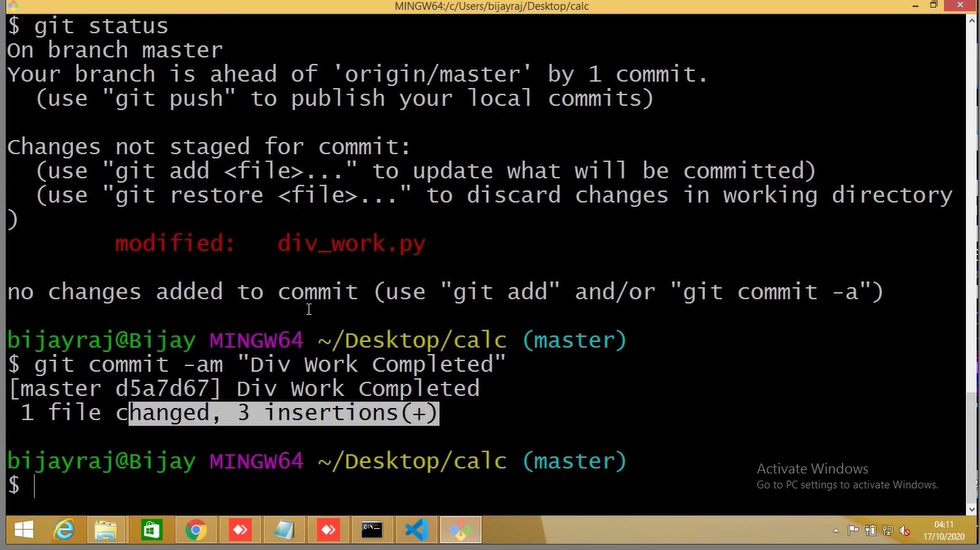 MINGW64:/c/Users/bijayraj/Desktop/calc
$ git status
On branch master
Your branch is ahead of 'origin/master' by 1 commit.
(use "git push" to publish your local commits)
Changes not staged for commit:
(use "git add <file>..." to update what will be committed)
(use "git restore <file>..." to discard changes in working directory
)
modified: div_work.py
no changes added to commit (use "git add" and/or "git commit -a")
bijayraj@Bijay MINGW64 ~/Desktop/calc (master)
$ git commit -am "Div Work Completed"
[master d5a7d67] Div Work Completed
1 file changed, 3 insertions(+)
bijayraj@Bijay MINGW64 ~/Desktop/calc (master)
$
Activate Windows
Go to PC settings to activate Windows.
04:11
17/10/2020